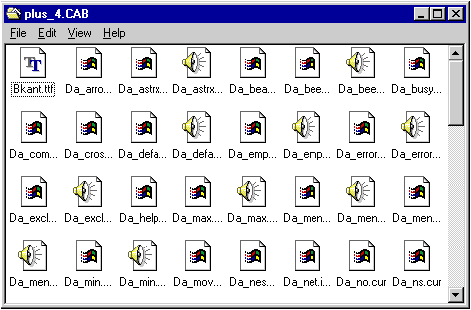 plus_4.CAB
File Edit View Help
Bkant.ttf Da_arro... Da_astrx... Da_astrx... Da_bea... Da_bee... Da_bee... Da_busy...
Da_com... Da_cros... Da_defa... Da_defa... Da_emp... Da_enp... Da_error... Da_error...
Da_excl... Da_excl... Da_help... Da_max.... Da_max.... Da_men... Da_men... Da_men...
Da_men... Da_min.... Da_min.... Da_mov... Da_nes... Da_net.i... Da_no.cur Da_ns.cur